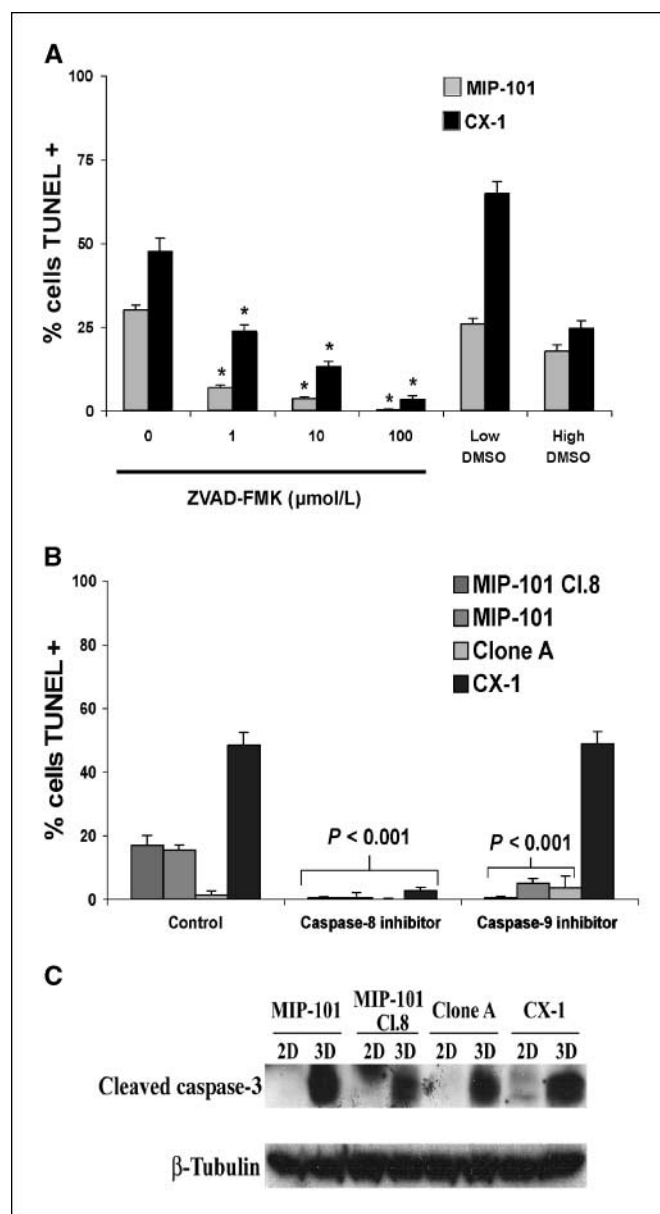 A
100
75
50
25
0
% cells TUNEL +
MIP-101
CX-1
* * * * * *
0 1 10 100 Low DMSO High DMSO
ZVAD-FMK (µmol/L)
B
100
80
60
40
20
0
% cells TUNEL +
MIP-101 Cl.8
MIP-101
Clone A
CX-1
P < 0.001
P < 0.001
Control Caspase-8 inhibitor Caspase-9 inhibitor
C
MIP-101 MIP-101 Cl.8 Clone A CX-1
2D 3D 2D 3D 2D 3D 2D 3D
Cleaved caspase-3
β-Tubulin